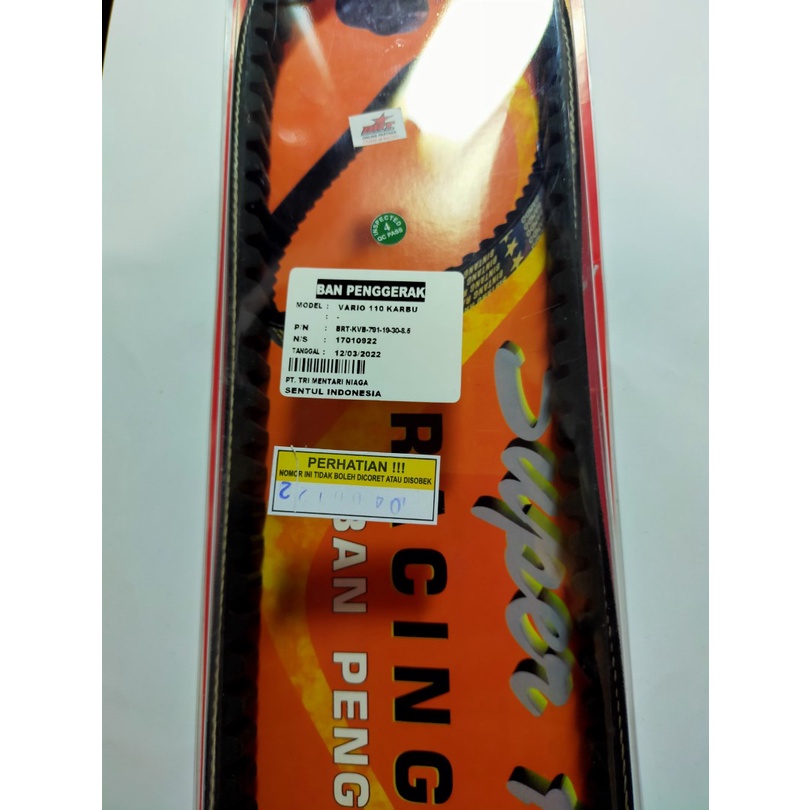 BRT
INSPECTED
4
QC PASS
BAN PENGGERAK
MODEL : VARIO 110 KARBU
: -
P/N : BRT-KVB-791-19-30-8.5
N/S : 17010922
TANGGAL : 12/03/2022
PT. TRI MENTARI NIAGA
SENTUL INDONESIA
PERHATIAN !!!
NOMOR INI TIDAK BOLEH DICORET ATAU DISOBEK
Super
RACING
BAN PENG
BINTANG